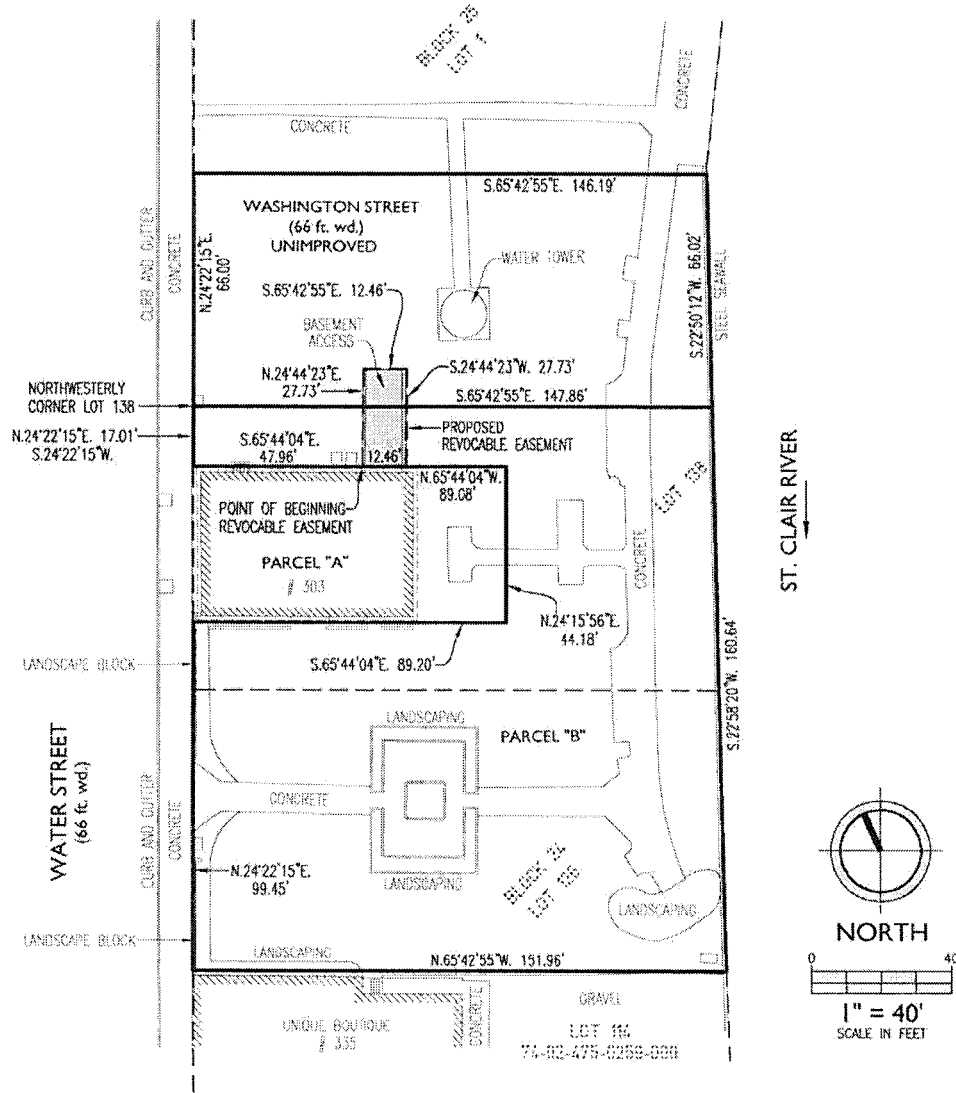 BLOCK 25
LOT 1
CONCRETE
CONCRETE
S.65°42'55"E. 146.19'
WASHINGTON STREET
(66 ft. wd.)
UNIMPROVED
CURB AND GUTTER
CONCRETE
N.24°22'15"E.
66.00'
WATER TOWER
S.22°50'12"W. 66.02'
STEEL SEAWALL
S.65°42'55"E. 12.46'
BASEMENT
ACCESS
N.24°44'23"E.
27.73'
S.24°44'23"W. 27.73'
S.65°42'55"E. 147.86'
NORTHWESTERLY
CORNER LOT 138
N.24°22'15"E. 17.01'
S.24°22'15"W.
S.65°44'04"E.
47.96'
12.46'
PROPOSED
REVOCABLE EASEMENT
N.65°44'04"W.
89.08'
LOT 138
ST. CLAIR RIVER
POINT OF BEGINNING
REVOCABLE EASEMENT
PARCEL "A"
# 303
CONCRETE
N.24°15'56"E.
44.18'
LANDSCAPE BLOCK
S.65°44'04"E. 89.20'
S.22°58'20"W. 160.64'
LANDSCAPING
PARCEL "B"
WATER STREET
(66 ft. wd.)
CURB AND GUTTER
CONCRETE
CONCRETE
N.24°22'15"E.
99.45'
LANDSCAPING
BLOCK 24
LOT 126
LANDSCAPING
NORTH
LANDSCAPE BLOCK
LANDSCAPING
N.65°42'55"W. 151.96'
0 40
1" = 40'
SCALE IN FEET
UNIQUE BOUTIQUE
# 335
CONCRETE
GRAVEL
LOT 114
74-02-475-0259-000